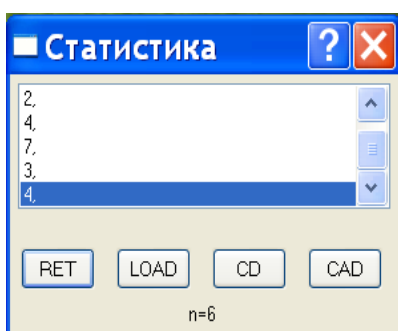 Статистика ?
2,
4,
7,
3,
4,
RET LOAD CD CAD
n=6